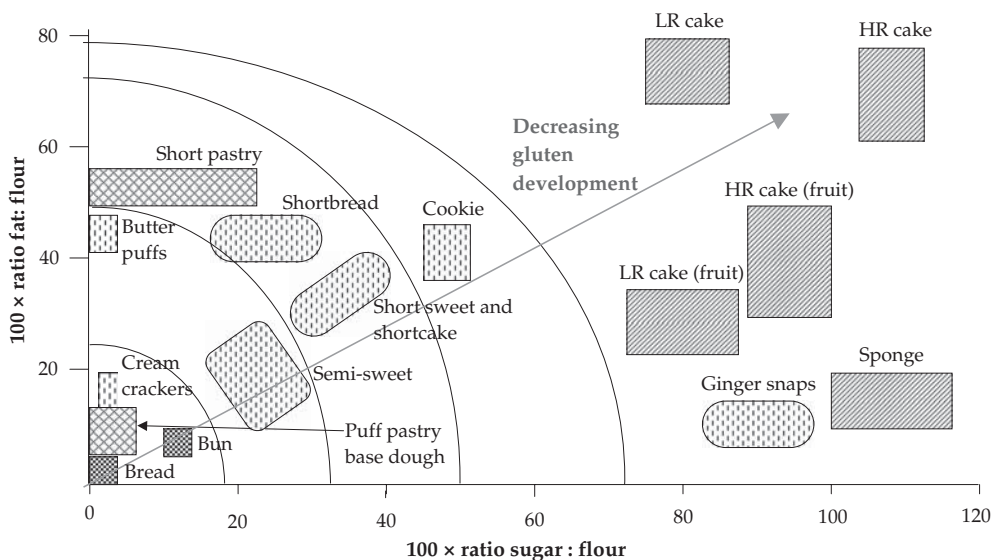 LR cake
HR cake
80
60
40
20
100 × ratio fat: flour
Decreasing
gluten
development
Short pastry
Shortbread
Butter
puffs
Cookie
HR cake (fruit)
LR cake (fruit)
Short sweet and
shortcake
Cream
crackers
Semi-sweet
Sponge
Ginger snaps
Puff pastry
base dough
Bun
Bread
0
20
40
60
80
100
120
100 × ratio sugar : flour